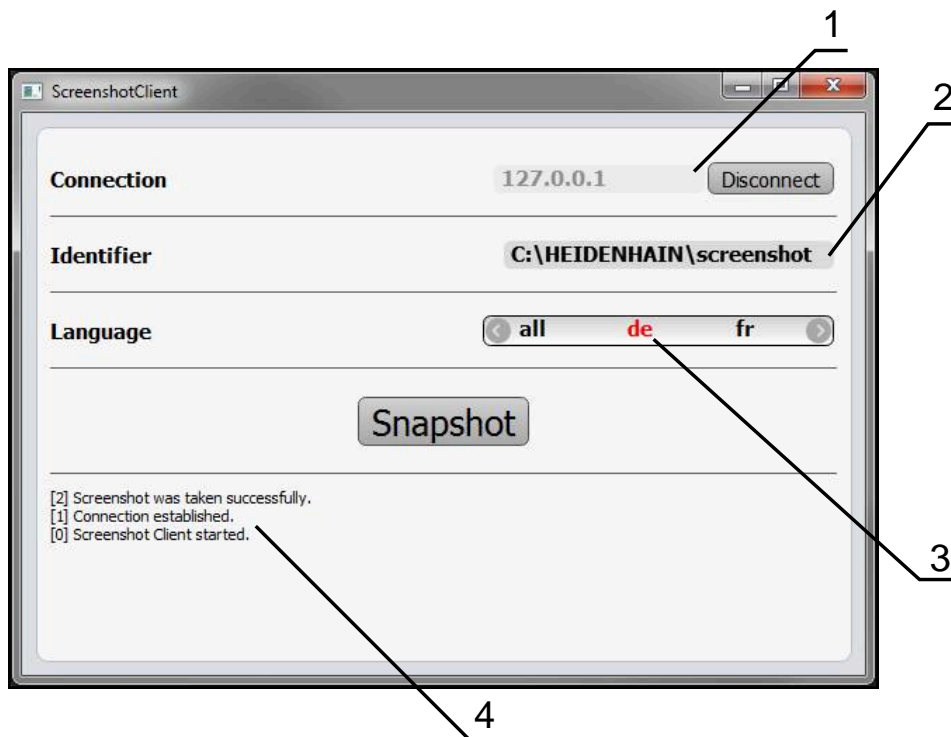 1
ScreenshotClient
2
Connection 127.0.0.1 Disconnect
Identifier C:\HEIDENHAIN\screenshot
Language all de fr
Snapshot
[2] Screenshot was taken successfully.
[1] Connection established.
[0] Screenshot Client started.
3
4